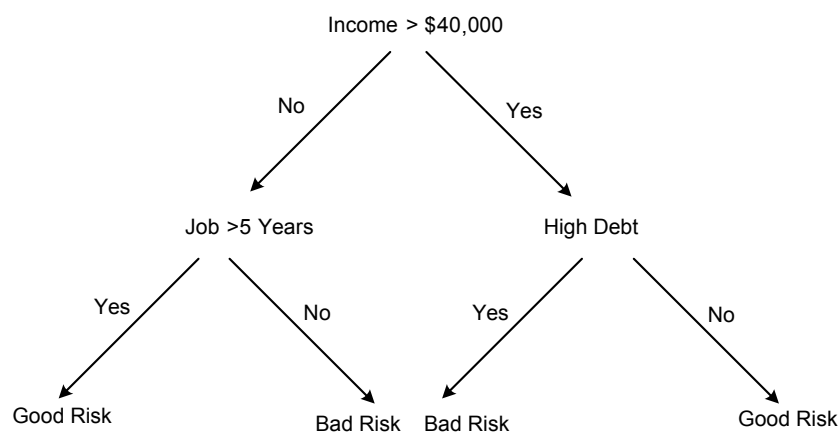 Income > $40,000
No
Yes
Job >5 Years
High Debt
Yes
No
Yes
No
Good Risk
Bad Risk
Bad Risk
Good Risk